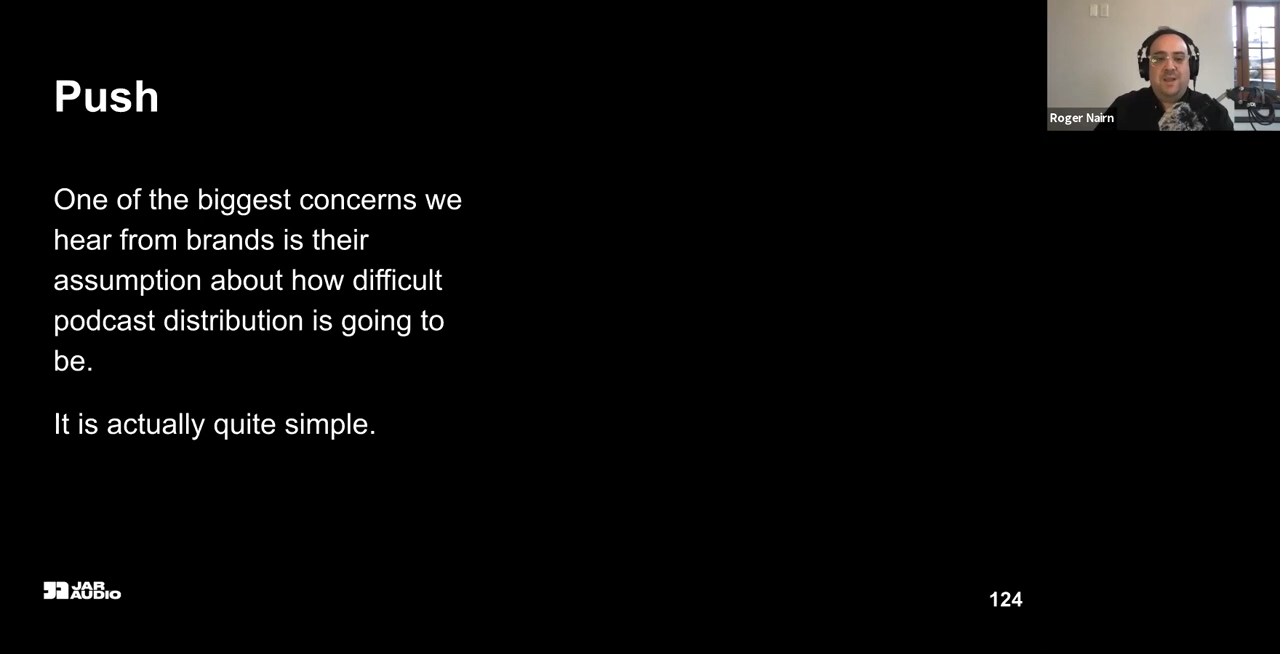 Push
Roger Nairn
One of the biggest concerns we
hear from brands is their
assumption about how difficult
podcast distribution is going to
be.
It is actually quite simple.
JAR
AUDIO
124